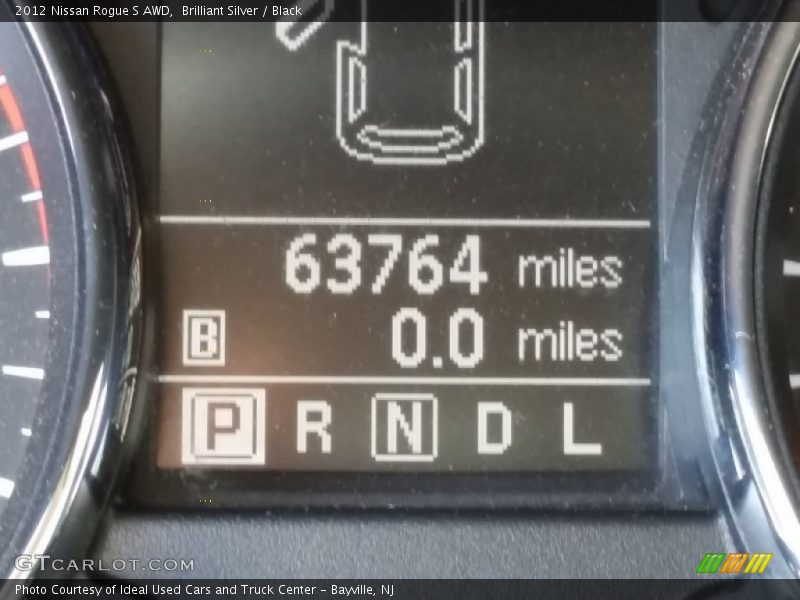 2012 Nissan Rogue S AWD,  Brilliant Silver / Black
63764 miles
B 0.0 miles
P R N D L
GTCARLOT.COM
Photo Courtesy of Ideal Used Cars and Truck Center - Bayville, NJ